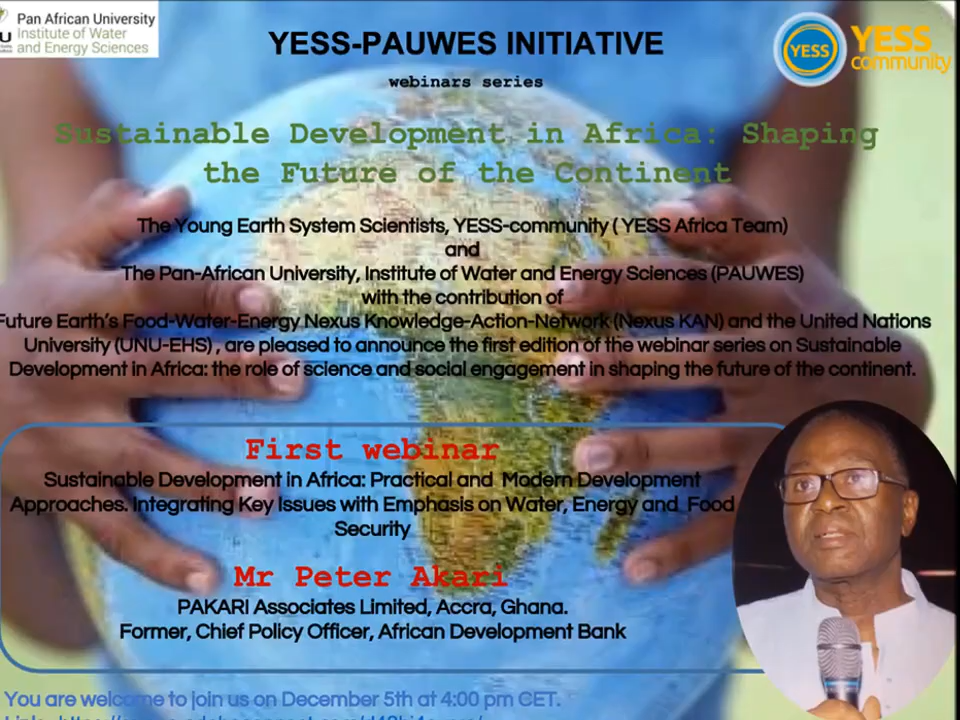 Pan African University
Institute of Water
and Energy Sciences
U
YESS-PAUWES INITIATIVE
webinars series
YESS
YESS
community
Sustainable Development in Africa: Shaping
the Future of the Continent
The Young Earth System Scientists, YESS-community ( YESS Africa Team)
and
The Pan-African University, Institute of Water and Energy Sciences (PAUWES)
with the contribution of
Future Earth's Food-Water-Energy Nexus Knowledge-Action-Network (Nexus KAN) and the United Nations
University (UNU-EHS) , are pleased to announce the first edition of the webinar series on Sustainable
Development in Africa: the role of science and social engagement in shaping the future of the continent.
First webinar
Sustainable Development in Africa: Practical and Modern Development
Approaches. Integrating Key Issues with Emphasis on Water, Energy and Food
Security
Mr Peter Akari
PAKARI Associates Limited, Accra, Ghana.
Former, Chief Policy Officer, African Development Bank
You are welcome to join us on December 5th at 4:00 pm CET.